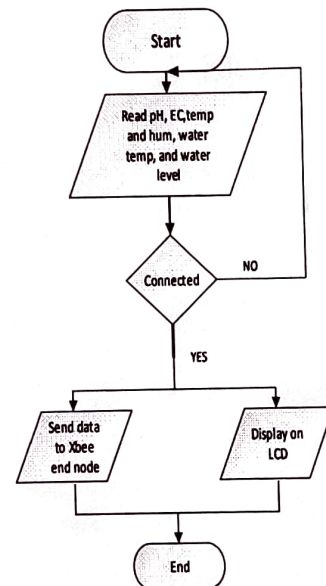 Start
Read pH, EC,temp
and hum, water
temp, and water
level
Connected
NO
YES
Send data
to Xbee
end node
Display on
LCD
End